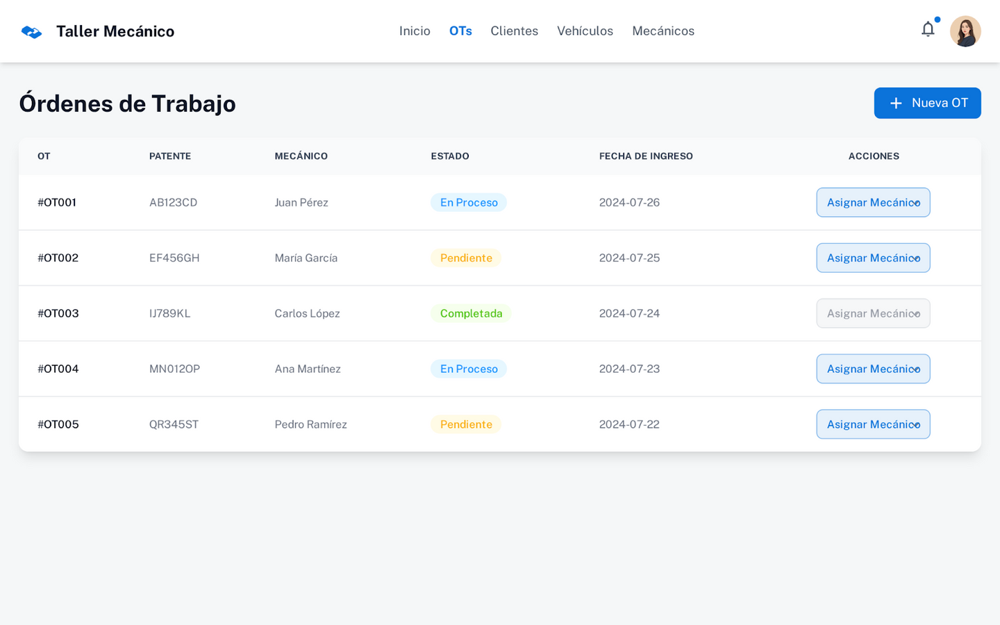 Taller Mecánico
Inicio OTs Clientes Vehículos Mecánicos
Órdenes de Trabajo
Nueva OT
OT PATENTE MECÁNICO ESTADO FECHA DE INGRESO ACCIONES
#OT001 AB123CD Juan Pérez En Proceso 2024-07-26 Asignar Mecánico
#OT002 EF456GH María García Pendiente 2024-07-25 Asignar Mecánico
#OT003 IJ789KL Carlos López Completada 2024-07-24 Asignar Mecánico
#OT004 MN012OP Ana Martínez En Proceso 2024-07-23 Asignar Mecánico
#OT005 QR345ST Pedro Ramírez Pendiente 2024-07-22 Asignar Mecánico